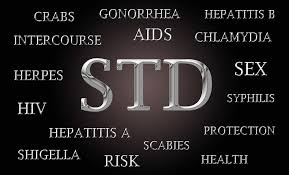 CRABS
GONORRHEA
HEPATITIS B
INTERCOURSE
AIDS
CHLAMYDIA
HERPES
STD
SEX
HIV
SYPHILIS
HEPATITIS A
PROTECTION
SHIGELLA
SCABIES
RISK
HEALTH